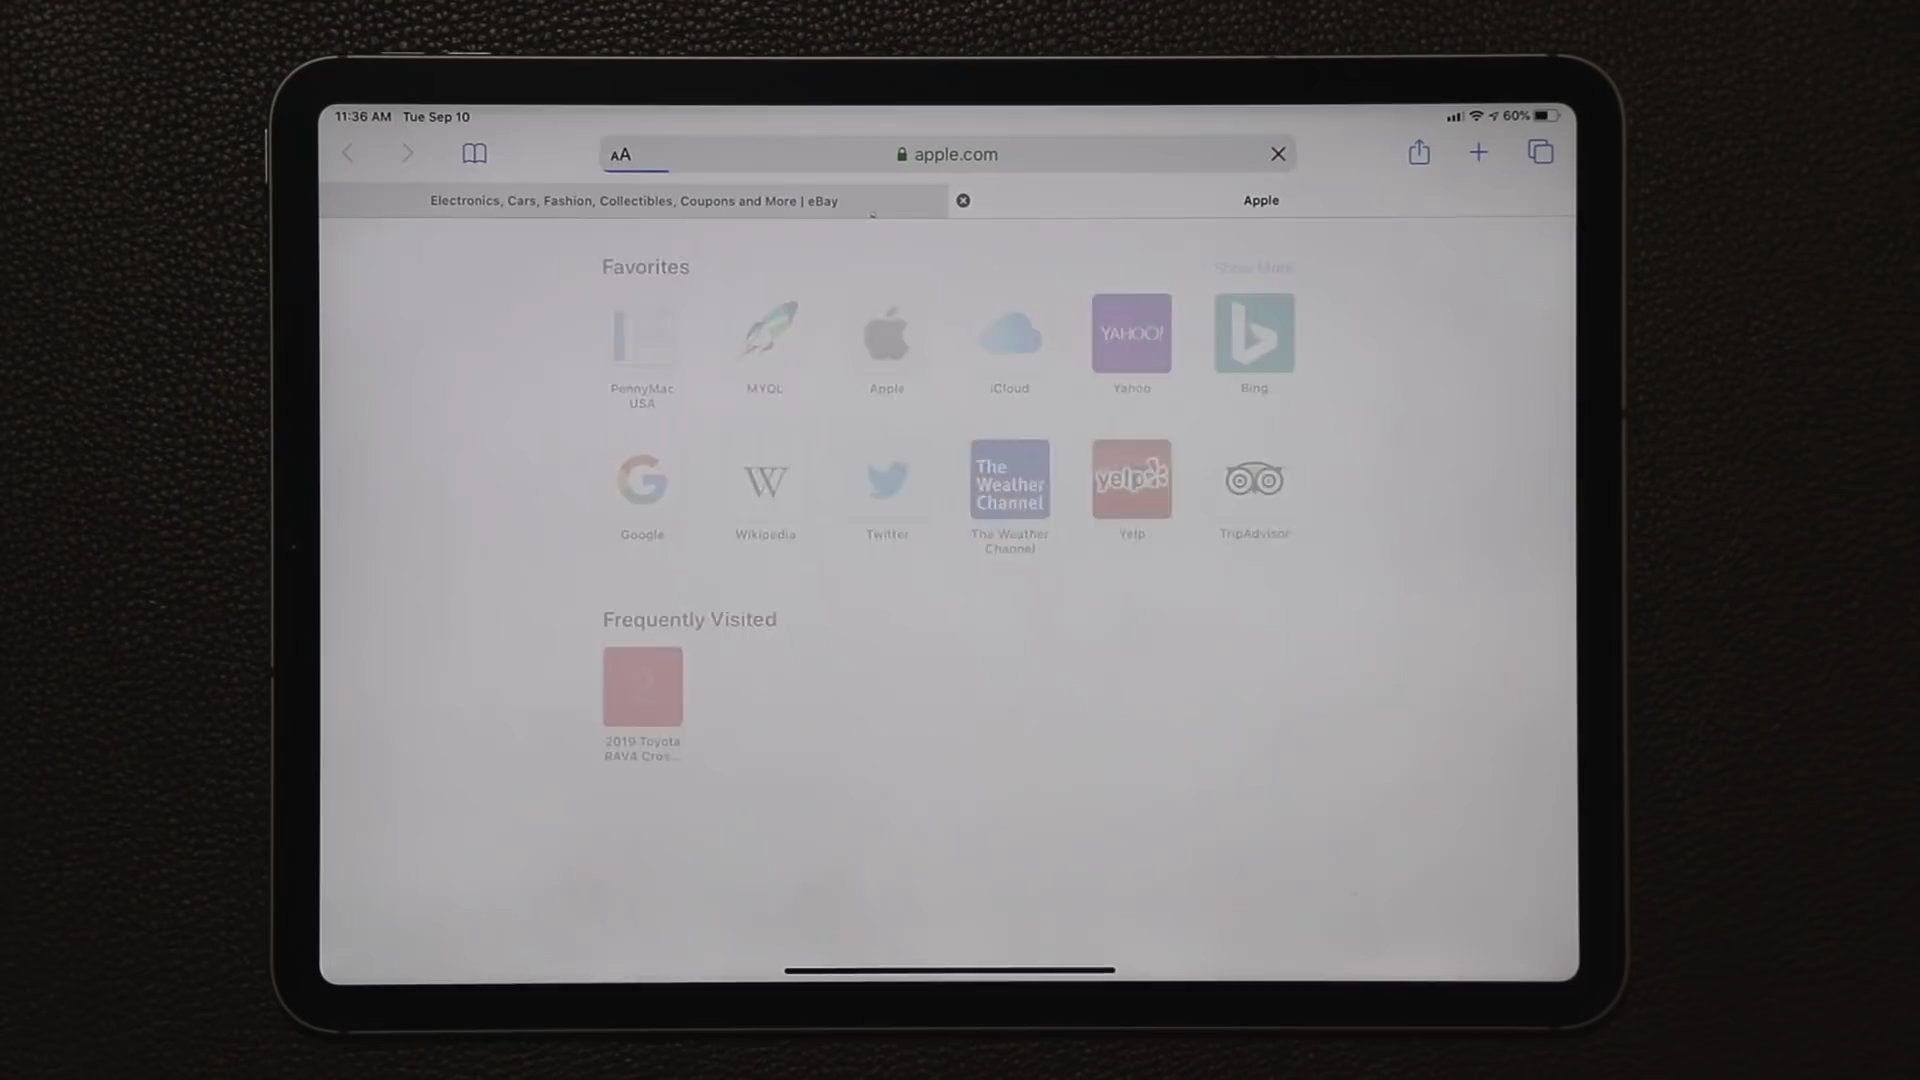 11:36 AM Tue Sep 10
60%
AA
apple.com
Electronics, Cars, Fashion, Collectibles, Coupons and More | eBay
Apple
Favorites
Show More
YAHOO!
PennyMac
USA
MYQL
Apple
iCloud
Yahoo
Bing
The
Weather
Channel
yelp
Google
Wikipedia
Twitter
The Weather
Channel
Yelp
TripAdvisor
Frequently Visited
2019 Toyota
RAV4 Cros...